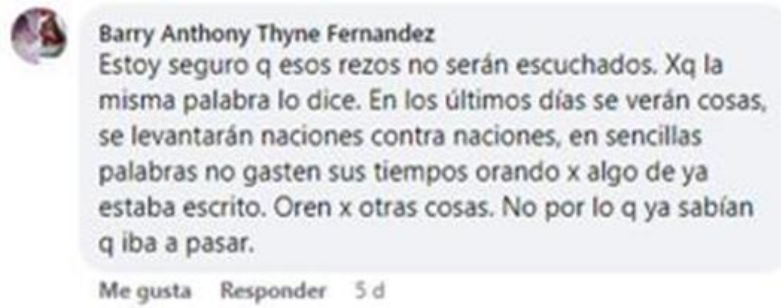 Barry Anthony Thyne Fernandez
Estoy seguro q esos rezos no serán escuchados. Xq la
misma palabra lo dice. En los últimos días se verán cosas,
se levantarán naciones contra naciones, en sencillas
palabras no gasten sus tiempos orando x algo de ya
estaba escrito. Oren x otras cosas. No por lo q ya sabían
q iba a pasar.
Me gusta Responder 5 d